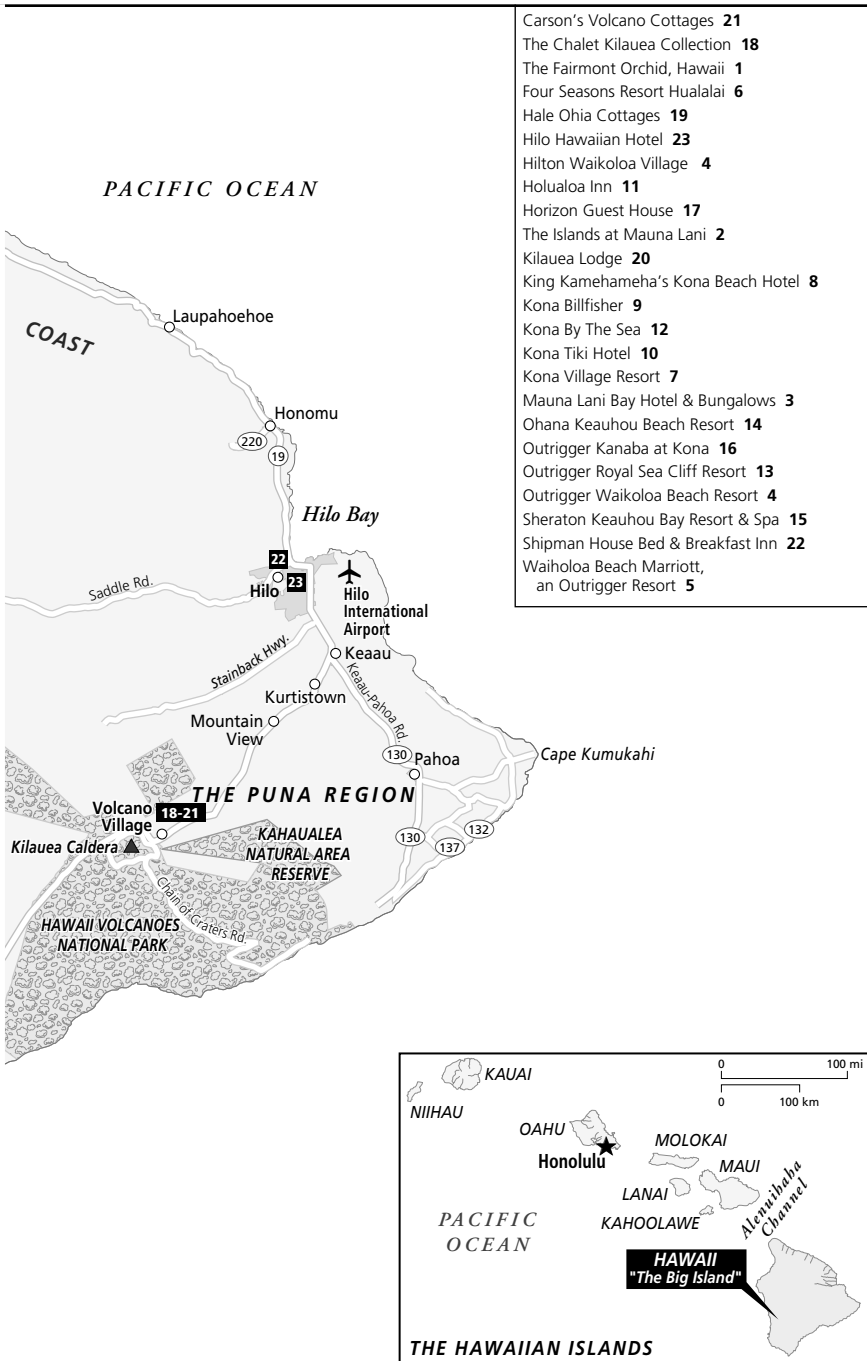 Carson's Volcano Cottages 21
The Chalet Kilauea Collection 18
The Fairmont Orchid, Hawaii 1
Four Seasons Resort Hualalai 6
Hale Ohia Cottages 19
Hilo Hawaiian Hotel 23
Hilton Waikoloa Village 4
Holualoa Inn 11
Horizon Guest House 17
The Islands at Mauna Lani 2
Kilauea Lodge 20
King Kamehameha's Kona Beach Hotel 8
Kona Billfisher 9
Kona By The Sea 12
Kona Tiki Hotel 10
Kona Village Resort 7
Mauna Lani Bay Hotel & Bungalows 3
Ohana Keauhou Beach Resort 14
Outrigger Kanaba at Kona 16
Outrigger Royal Sea Cliff Resort 13
Outrigger Waikoloa Beach Resort 4
Sheraton Keauhou Bay Resort & Spa 15
Shipman House Bed & Breakfast Inn 22
Waiholoa Beach Marriott,
an Outrigger Resort 5
PACIFIC OCEAN
Laupahoehoe
COAST
Honomu
220
19
Hilo Bay
22
23
Hilo
Hilo
International
Airport
Saddle Rd.
Keaau
Stainback Hwy.
Kurtistown
Keaau-Pahoa Rd.
Mountain
View
130
Pahoa
Cape Kumukahi
THE PUNA REGION
Volcano
Village
18-21
Kilauea Caldera
KAHAUALEA
NATURAL AREA
RESERVE
130
132
137
Chain of Craters Rd.
HAWAII VOLCANOES
NATIONAL PARK
0 100 mi
0 100 km
KAUAI
NIIHAU
OAHU
Honolulu
MOLOKAI
MAUI
LANAI
KAHOOLAWE
Alenuibaba
Channel
PACIFIC
OCEAN
HAWAII
"The Big Island"
THE HAWAIIAN ISLANDS